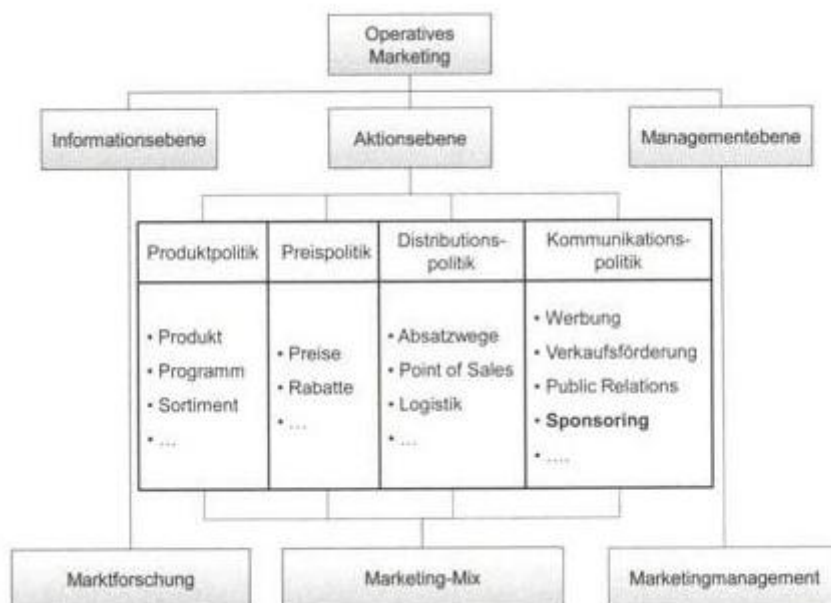 Operatives
Marketing
Informationsebene
Aktionsebene
Managementebene
Produktpolitik
Preispolitik
Distributions-
politik
Kommunikations-
politik
• Produkt
• Programm
• Sortiment
• ...
• Preise
• Rabatte
• ...
• Absatzwege
• Point of Sales
• Logistik
• ...
• Werbung
• Verkaufsförderung
• Public Relations
• Sponsoring
• ....
Marktforschung
Marketing-Mix
Marketingmanagement